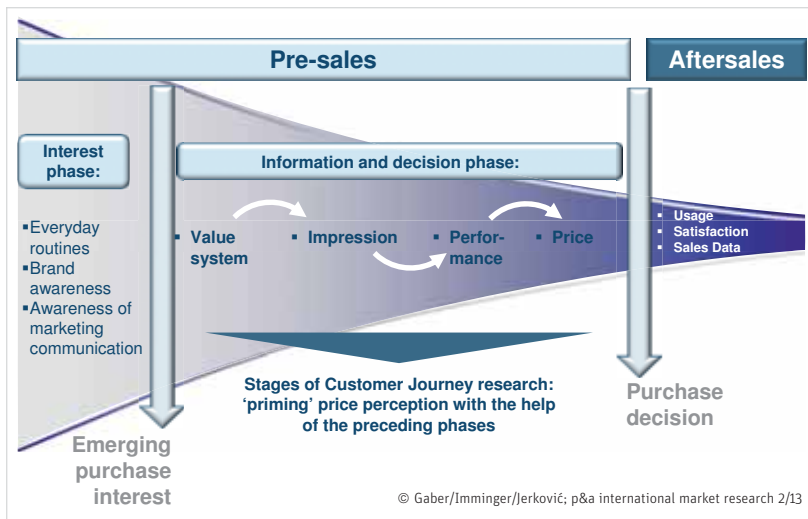 Pre-sales
Aftersales
Interest
phase:
▪Everyday
routines
▪Brand
awareness
▪Awareness of
marketing
communication
Information and decision phase:
▪ Value
system
▪ Impression
▪ Perfor-
mance
▪ Price
▪ Usage
▪ Satisfaction
▪ Sales Data
Stages of Customer Journey research:
‘priming’ price perception with the help
of the preceding phases
Emerging
purchase
interest
Purchase
decision
© Gaber/Imminger/Jerković; p&a international market research 2/13